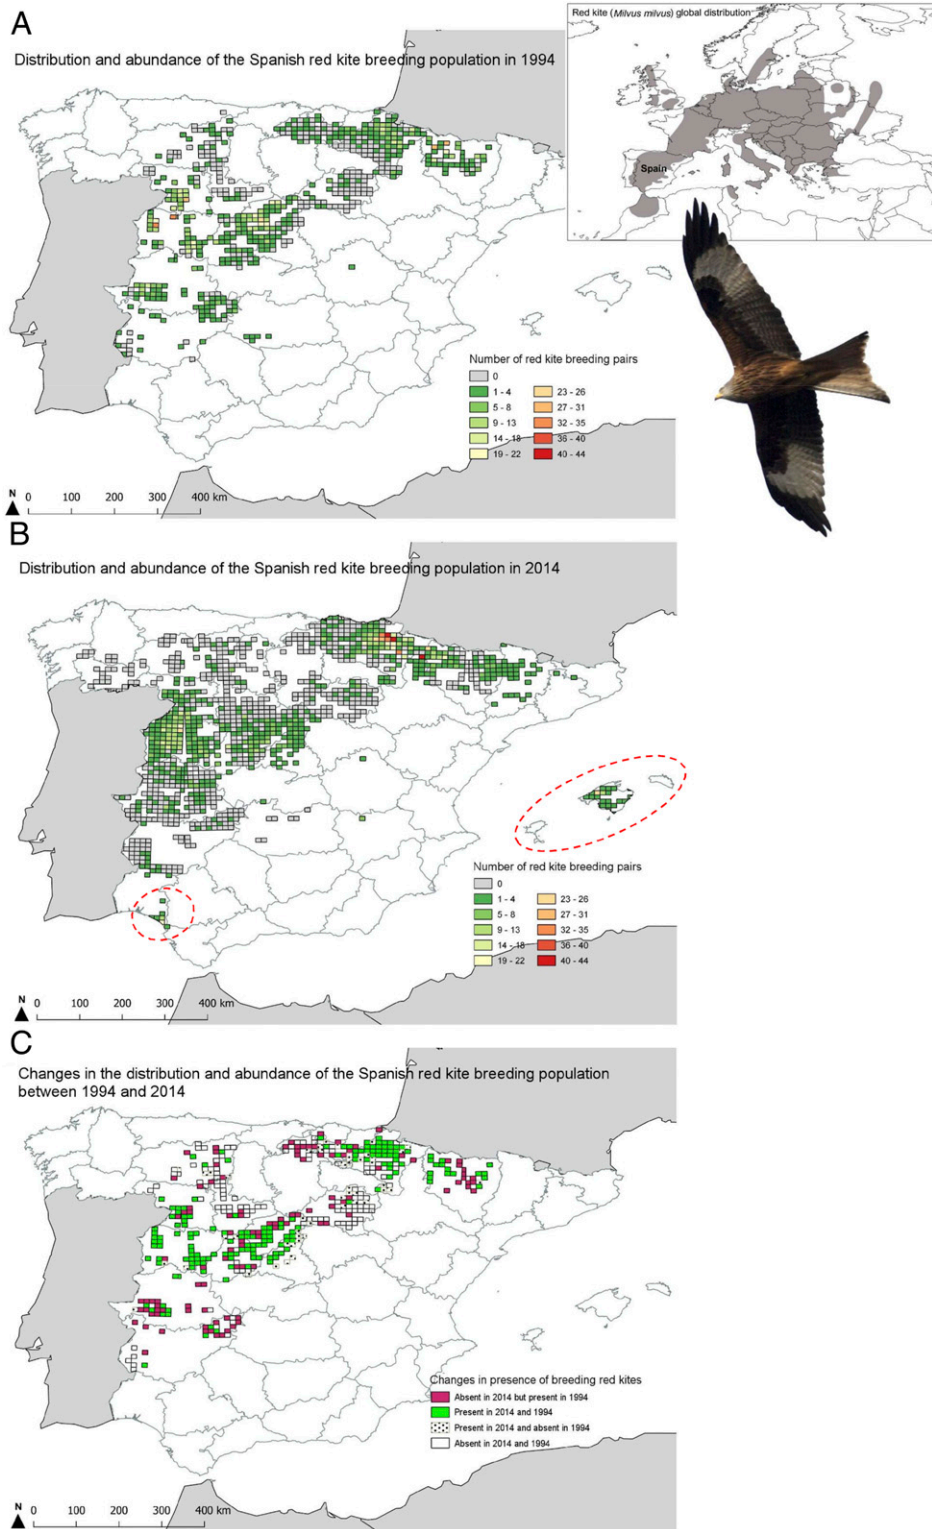 A
Distribution and abundance of the Spanish red kite breeding population in 1994
Red kite (Milvus milvus) global distribution
Spain
Number of red kite breeding pairs
0
1 - 4
5 - 8
9 - 13
14 - 18
19 - 22
23 - 26
27 - 31
32 - 35
36 - 40
40 - 44
N
0 100 200 300 400 km
B
Distribution and abundance of the Spanish red kite breeding population in 2014
Number of red kite breeding pairs
0
1 - 4
5 - 8
9 - 13
14 - 18
19 - 22
23 - 26
27 - 31
32 - 35
36 - 40
40 - 44
N
0 100 200 300 400 km
C
Changes in the distribution and abundance of the Spanish red kite breeding population
between 1994 and 2014
Changes in presence of breeding red kites
Absent in 2014 but present in 1994
Present in 2014 and 1994
Present in 2014 and absent in 1994
Absent in 2014 and 1994
N
0 100 200 300 400 km